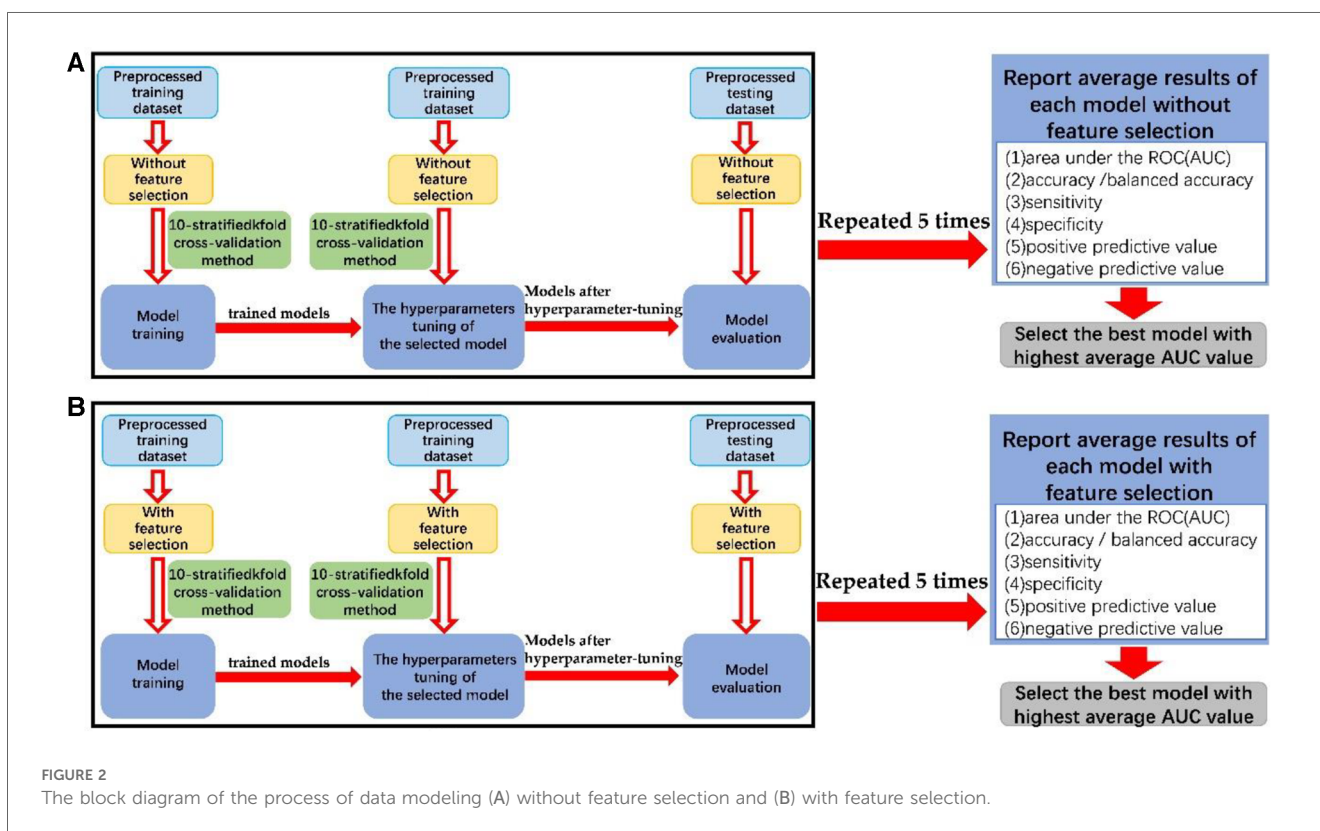 A
Preprocessed
training
dataset
Preprocessed
training
dataset
Preprocessed
testing
dataset
Without
feature
selection
Without
feature
selection
Without
feature
selection
10-stratifiedkfold
cross-validation
method
10-stratifiedkfold
cross-validation
method
Model
training
trained models
The hyperparameters
tuning of
the selected model
Models after
hyperparameter-tuning
Model
evaluation
Repeated 5 times
Report average results of
each model without
feature selection
(1)area under the ROC(AUC)
(2)accuracy /balanced accuracy
(3)sensitivity
(4)specificity
(5)positive predictive value
(6)negative predictive value
Select the best model with
highest average AUC value
B
Preprocessed
training
dataset
Preprocessed
training
dataset
Preprocessed
testing
dataset
With
feature
selection
With
feature
selection
With
feature
selection
10-stratifiedkfold
cross-validation
method
10-stratifiedkfold
cross-validation
method
Model
training
trained models
The hyperparameters
tuning of
the selected model
Models after
hyperparameter-tuning
Model
evaluation
Repeated 5 times
Report average results of
each model with
feature selection
(1)area under the ROC(AUC)
(2)accuracy / balanced accuracy
(3)sensitivity
(4)specificity
(5)positive predictive value
(6)negative predictive value
Select the best model with
highest average AUC value
FIGURE 2
The block diagram of the process of data modeling (A) without feature selection and (B) with feature selection.